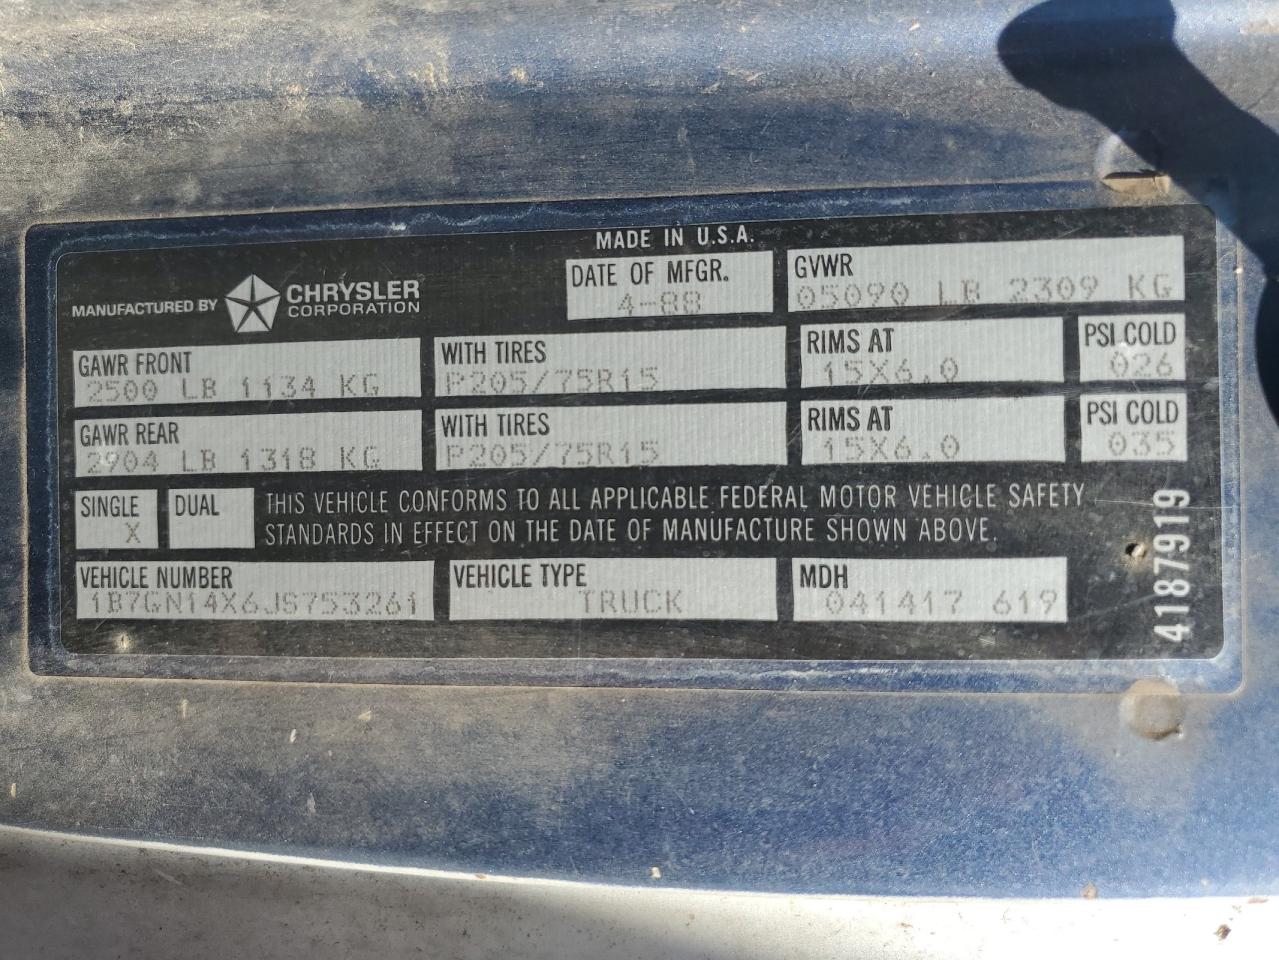 MADE IN U.S.A.
MANUFACTURED BY CHRYSLER CORPORATION
DATE OF MFGR. 4-88
GVWR 05090 LB 2309 KG
GAWR FRONT 2500 LB 1134 KG
WITH TIRES P205/75R15
RIMS AT 15X6.0
PSI COLD 026
GAWR REAR 2904 LB 1318 KG
WITH TIRES P205/75R15
RIMS AT 15X6.0
PSI COLD 035
SINGLE X
DUAL
THIS VEHICLE CONFORMS TO ALL APPLICABLE FEDERAL MOTOR VEHICLE SAFETY
STANDARDS IN EFFECT ON THE DATE OF MANUFACTURE SHOWN ABOVE.
VEHICLE NUMBER 1B7GN14X6JS753261
VEHICLE TYPE TRUCK
MDH 041417 619
4187919